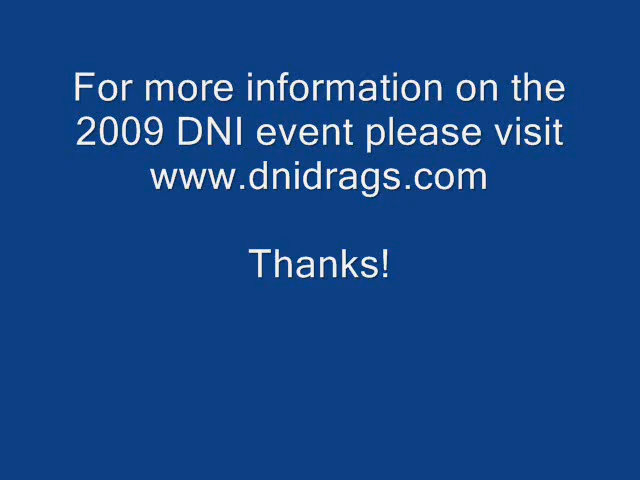 For more information on the
2009 DNI event please visit
www.dnidrags.com
Thanks!